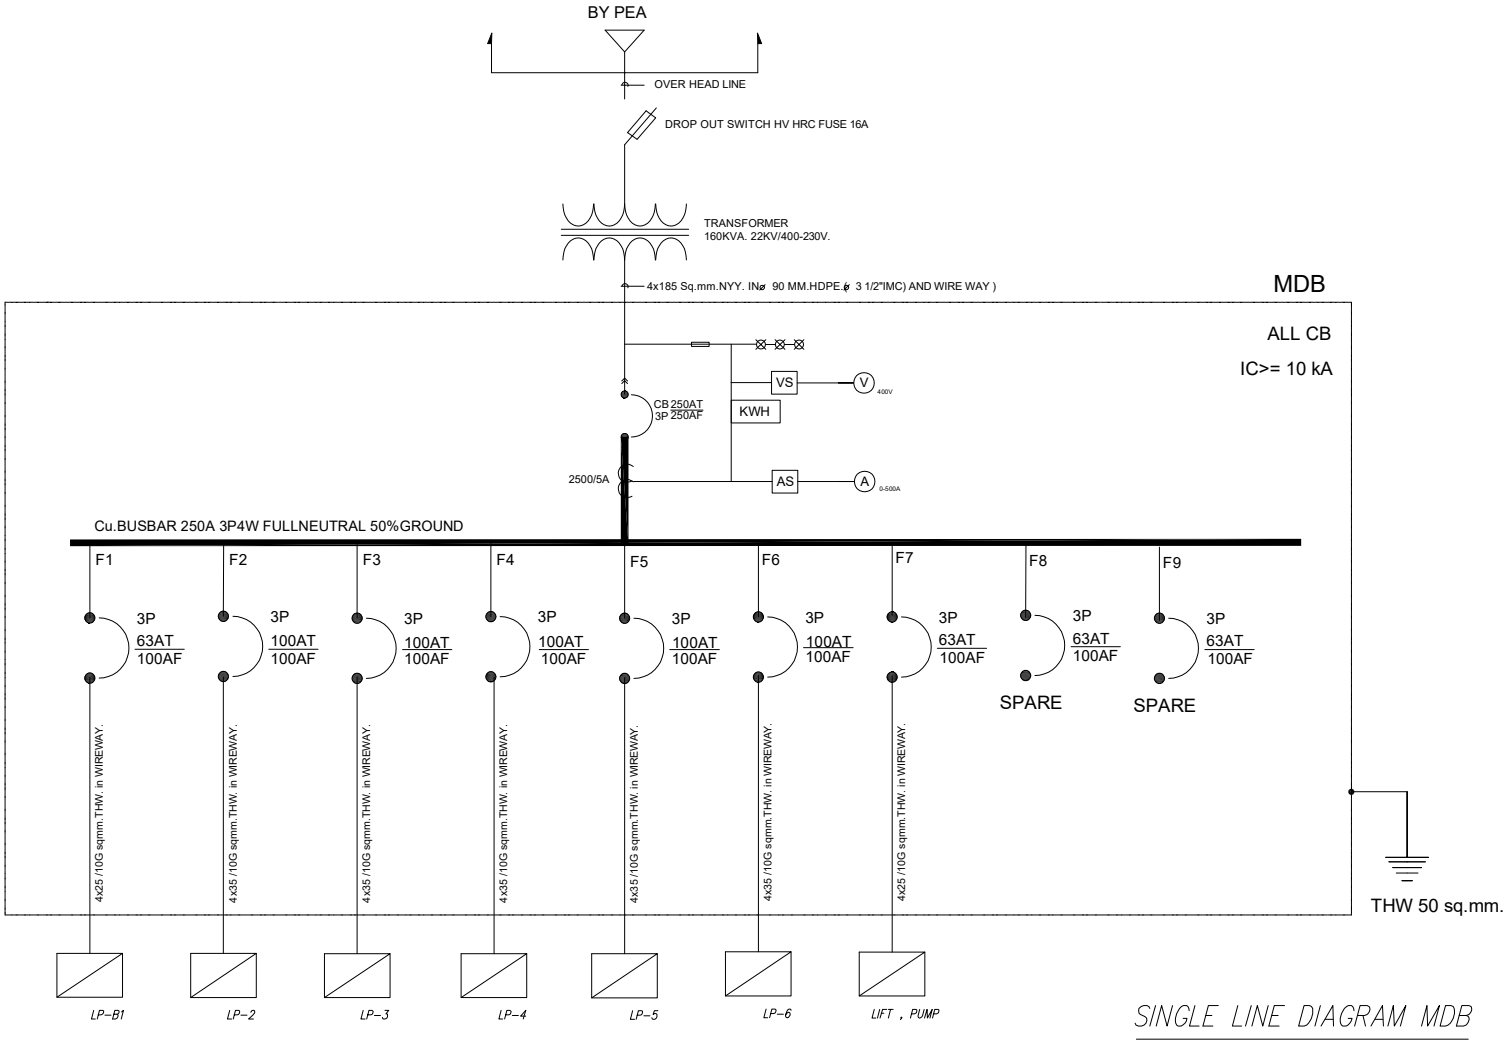 BY PEA
OVER HEAD LINE
DROP OUT SWITCH HV HRC FUSE 16A
TRANSFORMER
160KVA. 22KV/400-230V.
4x185 Sq.mm.NYY. INø 90 MM.HDPE.(ø 3 1/2"IMC) AND WIRE WAY )
MDB
ALL CB
IC>= 10 kA
VS
V
400V
CB 250AT
3P 250AF
KWH
2500/5A
AS
A
0-500A
Cu.BUSBAR 250A 3P4W FULLNEUTRAL 50%GROUND
F1
F2
F3
F4
F5
F6
F7
F8
F9
3P
63AT
100AF
3P
100AT
100AF
3P
100AT
100AF
3P
100AT
100AF
3P
100AT
100AF
3P
100AT
100AF
3P
63AT
100AF
3P
63AT
100AF
3P
63AT
100AF
SPARE
SPARE
4x25 /10G sqmm.THW. in WIREWAY.
4x35 /10G sqmm.THW. in WIREWAY.
4x35 /10G sqmm.THW. in WIREWAY.
4x35 /10G sqmm.THW. in WIREWAY.
4x35 /10G sqmm.THW. in WIREWAY.
4x35 /10G sqmm.THW. in WIREWAY.
4x25 /10G sqmm.THW. in WIREWAY.
THW 50 sq.mm.
LP-B1
LP-2
LP-3
LP-4
LP-5
LP-6
LIFT , PUMP
SINGLE LINE DIAGRAM MDB